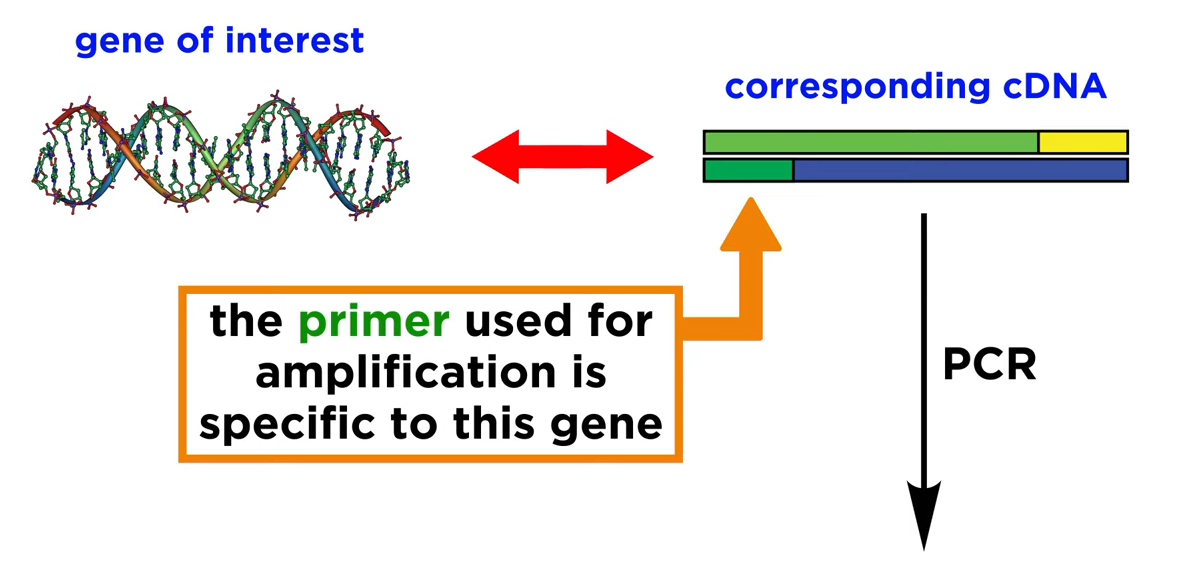 gene of interest
corresponding cDNA
the primer used for
amplification is
specific to this gene
PCR